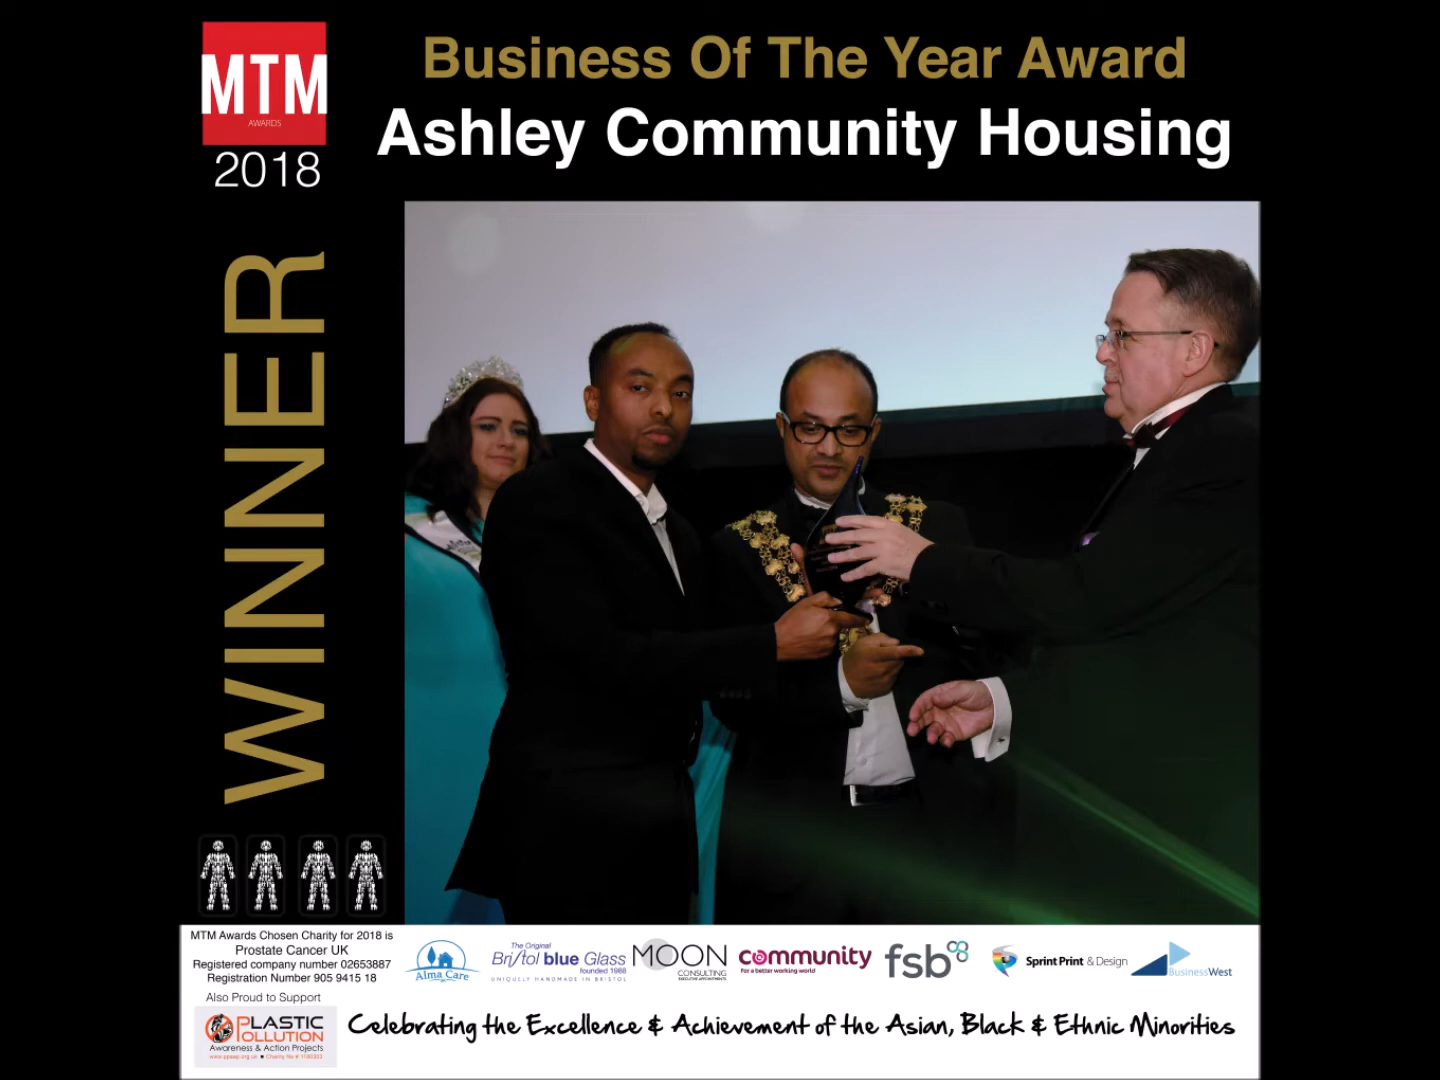 MTM
AWARDS
2018
Business Of The Year Award
Ashley Community Housing
WINNER
MTM Awards Chosen Charity for 2018 is
Prostate Cancer UK
Registered company number 02653887
Registration Number 905 9415 18
Also Proud to Support
PLASTIC
POLLUTION
Awareness & Action Projects
Alma Care
The Original
Bristol blue Glass
founded 1988
UNIQUELY HANDMADE IN BRISTOL
MOON
CONSULTING
EXECUTIVE APPOINTMENTS
community
For a better working world
fsb
Sprint Print & Design
BusinessWest
Celebrating the Excellence & Achievement of the Asian, Black & Ethnic Minorities